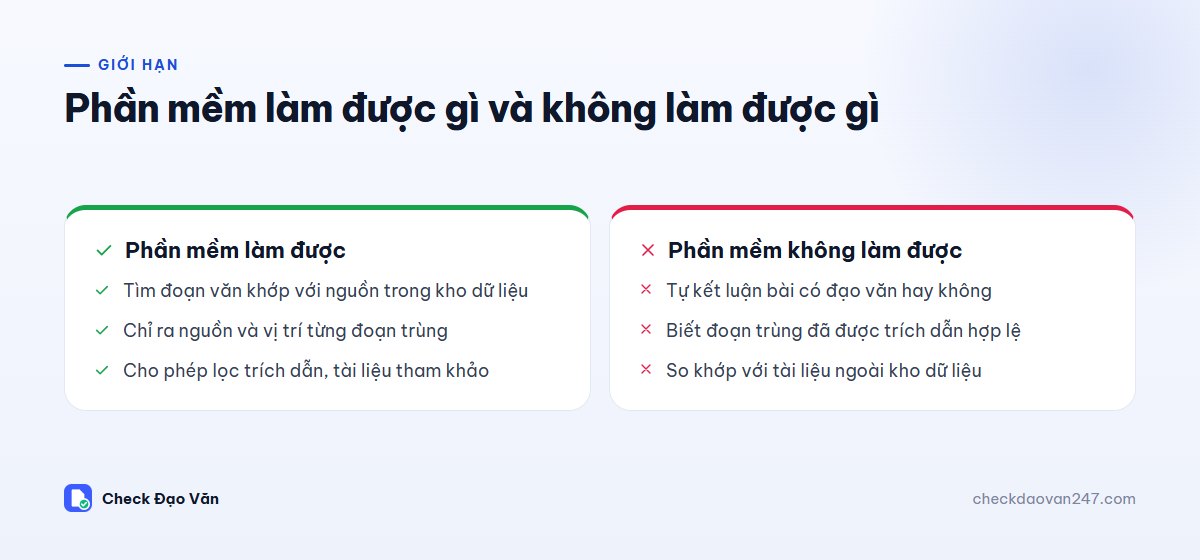 GIỚI HẠN
Phần mềm làm được gì và không làm được gì
Phần mềm làm được
Tìm đoạn văn khớp với nguồn trong kho dữ liệu
Chỉ ra nguồn và vị trí từng đoạn trùng
Cho phép lọc trích dẫn, tài liệu tham khảo
Phần mềm không làm được
Tự kết luận bài có đạo văn hay không
Biết đoạn trùng đã được trích dẫn hợp lệ
So khớp với tài liệu ngoài kho dữ liệu
Check Đạo Văn
checkdaovan247.com